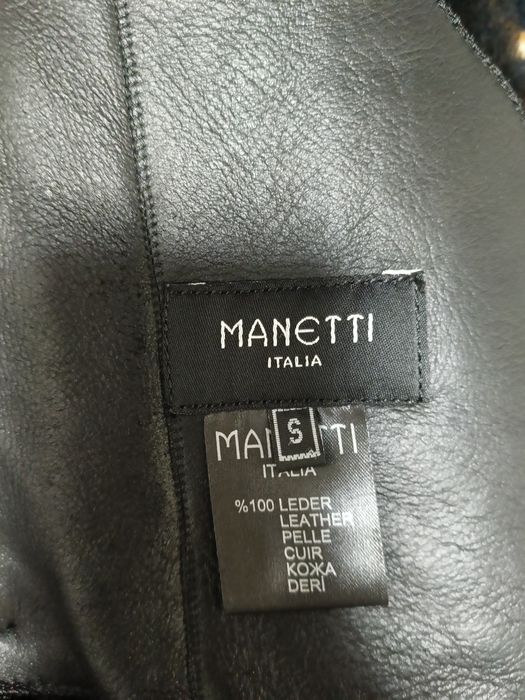 MANETTI
ITALIA
S
MANETTI
ITALIA
%100 LEDER
LEATHER
PELLE
CUIR
КОЖА
DERİ